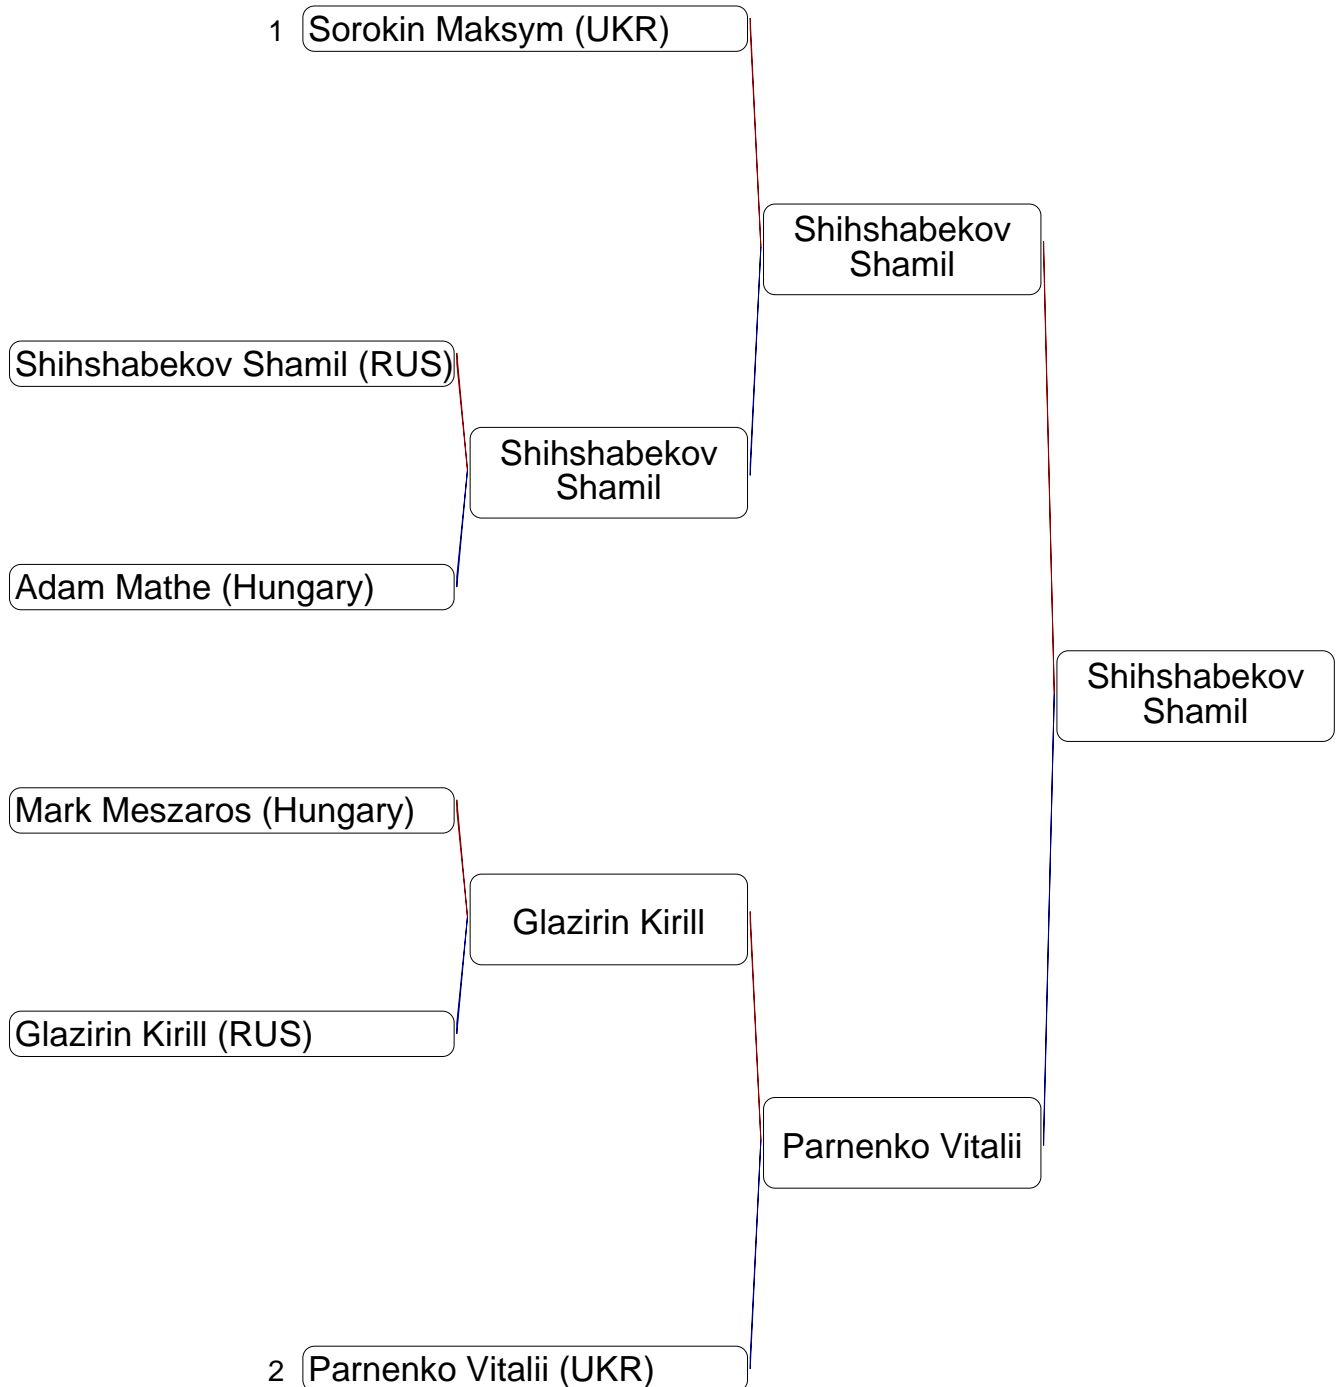 1 Sorokin Maksym (UKR)
Shihshabekov
Shamil
Shihshabekov Shamil (RUS)
Shihshabekov
Shamil
Adam Mathe (Hungary)
Shihshabekov
Shamil
Mark Meszaros (Hungary)
Glazirin Kirill
Glazirin Kirill (RUS)
Parnenko Vitalii
2 Parnenko Vitalii (UKR)